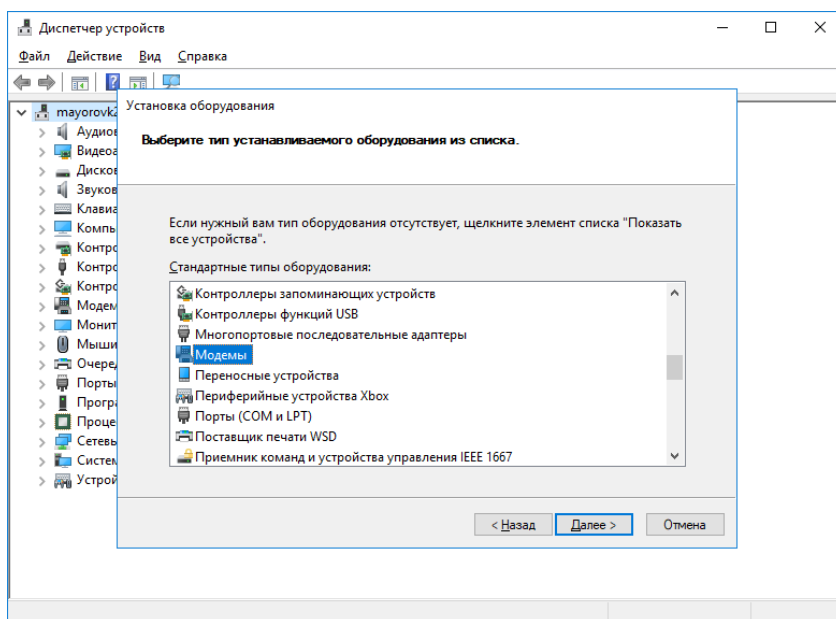 Диспетчер устройств
Файл Действие Вид Справка
mayorovk2
Установка оборудования
Выберите тип устанавливаемого оборудования из списка.
Если нужный вам тип оборудования отсутствует, щелкните элемент списка "Показать
все устройства".
Стандартные типы оборудования:
Контроллеры запоминающих устройств
Контроллеры функций USB
Многопортовые последовательные адаптеры
Модемы
Переносные устройства
Периферийные устройства Xbox
Порты (COM и LPT)
Поставщик печати WSD
Приемник команд и устройства управления IEEE 1667
< Назад
Далее >
Отмена
Аудиов
Видеоа
Дисков
Звуков
Клавиа
Компь
Контро
Контро
Контро
Модем
Монит
Мыши
Очеред
Порты
Програ
Проце
Сетевы
Систем
Устрой